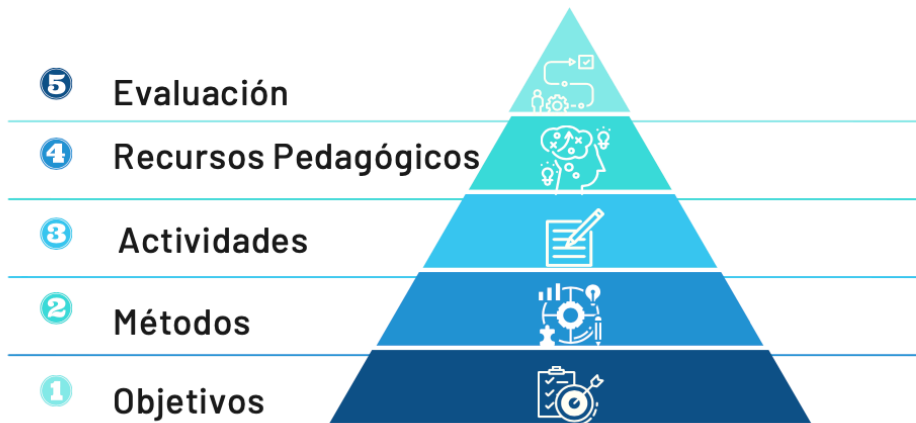 5 Evaluación
4 Recursos Pedagógicos
3 Actividades
2 Métodos
1 Objetivos